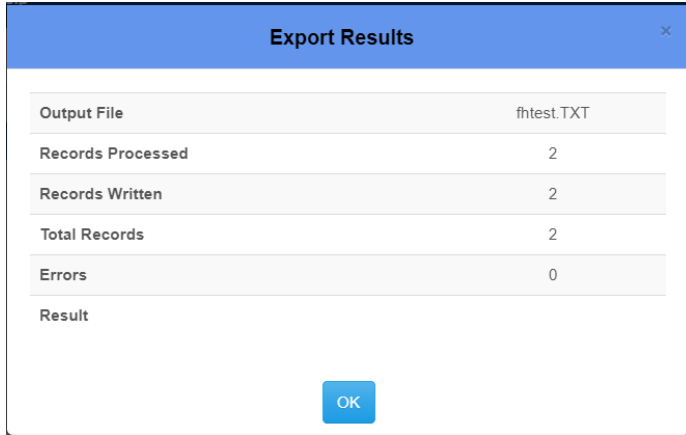 Export Results
×
Output File fhtest.TXT
Records Processed 2
Records Written 2
Total Records 2
Errors 0
Result
OK